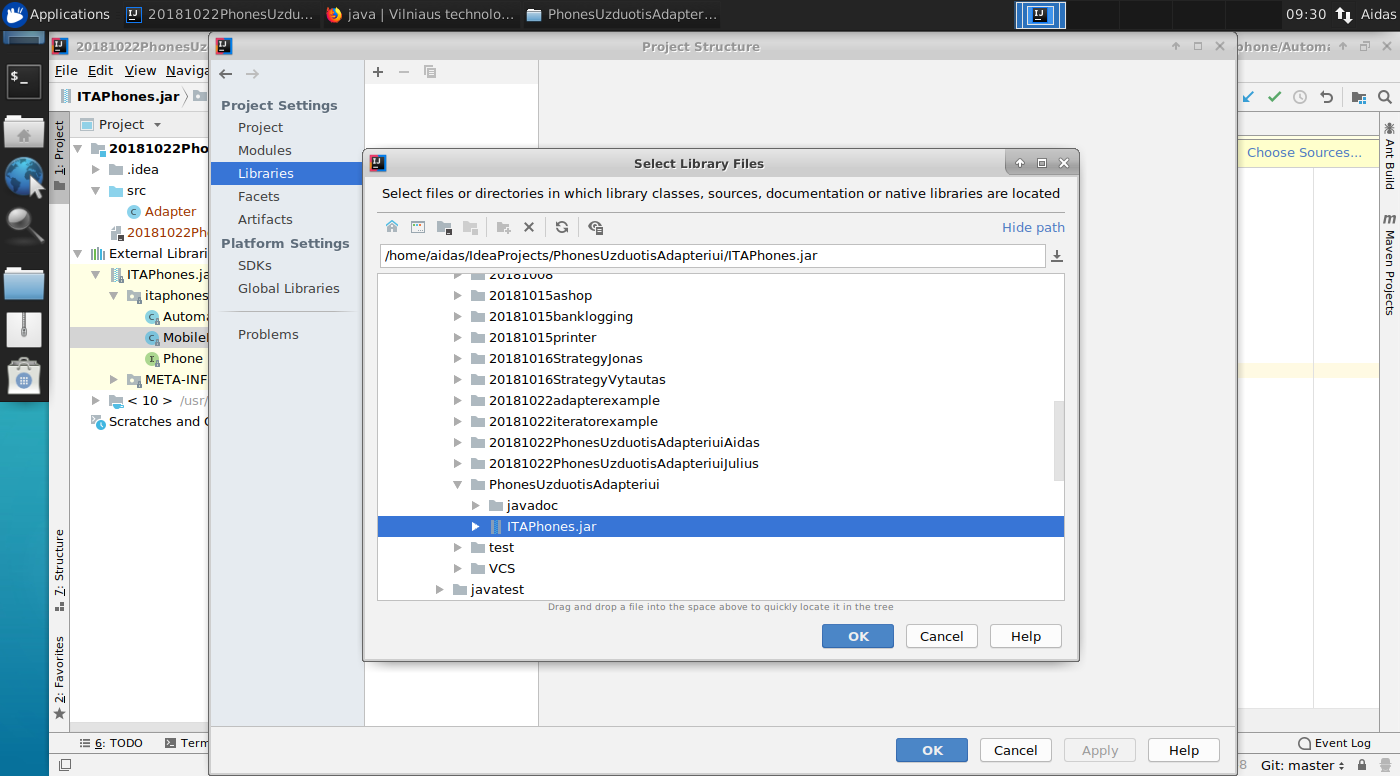 Applications
20181022PhonesUzdu...
java | Vilniaus technolo...
PhonesUzduotisAdapter...
09:30
Aidas
20181022PhonesUz
Project Structure
phone/Automa
File Edit View Naviga
ITAPhones.jar
Project
1: Project
20181022Pho
.idea
src
Adapter
20181022Ph
External Librari
ITAPhones.ja
itaphones
Automa
Mobile
Phone
META-INF
< 10 > /usr/
Scratches and C
7: Structure
2: Favorites
Project Settings
Project
Modules
Libraries
Facets
Artifacts
Platform Settings
SDKs
Global Libraries
Problems
Select Library Files
Select files or directories in which library classes, sources, documentation or native libraries are located
Hide path
/home/aidas/IdeaProjects/PhonesUzduotisAdapteriui/ITAPhones.jar
20181008
20181015ashop
20181015banklogging
20181015printer
20181016StrategyJonas
20181016StrategyVytautas
20181022adapterexample
20181022iteratorexample
20181022PhonesUzduotisAdapteriuiAidas
20181022PhonesUzduotisAdapteriuiJulius
PhonesUzduotisAdapteriui
javadoc
ITAPhones.jar
test
VCS
javatest
Drag and drop a file into the space above to quickly locate it in the tree
OK Cancel Help
Choose Sources...
Ant Build
Maven Projects
OK Cancel Apply Help
6: TODO
Term
Event Log
8
Git: master